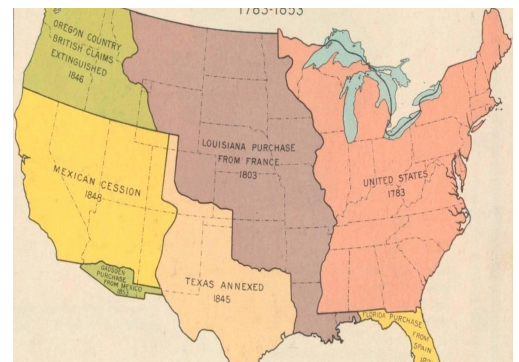 1783-1853
OREGON COUNTRY
BRITISH CLAIMS
EXTINGUISHED
1846
LOUISIANA PURCHASE
FROM FRANCE
1803
UNITED STATES
1783
MEXICAN CESSION
1848
GADSDEN
PURCHASE
FROM MEXICO
1853
TEXAS ANNEXED
1845
FLORIDA PURCHASE
FROM
SPAIN